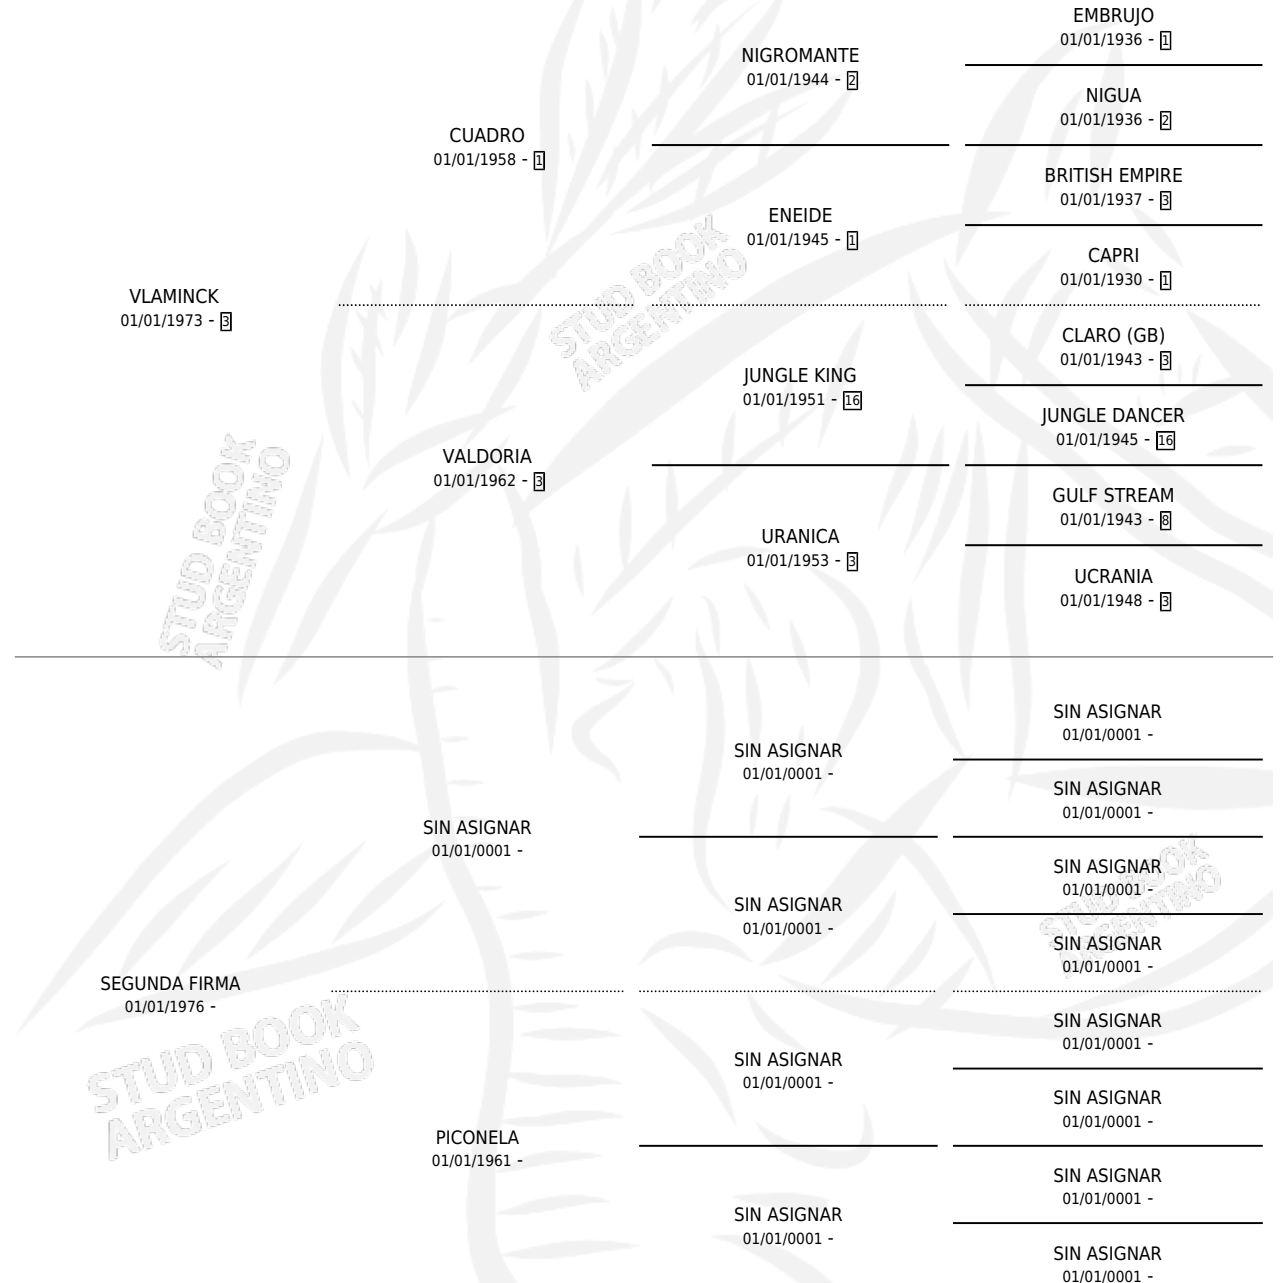 EMBRUJO
01/01/1936 - 1
NIGROMANTE
01/01/1944 - 2
NIGUA
01/01/1936 - 2
CUADRO
01/01/1958 - 1
BRITISH EMPIRE
01/01/1937 - 3
ENEIDE
01/01/1945 - 1
CAPRI
01/01/1930 - 1
VLAMINCK
01/01/1973 - 3
CLARO (GB)
01/01/1943 - 3
JUNGLE KING
01/01/1951 - 16
JUNGLE DANCER
01/01/1945 - 16
VALDORIA
01/01/1962 - 3
GULF STREAM
01/01/1943 - 8
URANICA
01/01/1953 - 3
UCRANIA
01/01/1948 - 3
STUD BOOK
ARGENTINO
STUD BOOK
ARGENTINO
SIN ASIGNAR
01/01/0001 -
SIN ASIGNAR
01/01/0001 -
SIN ASIGNAR
01/01/0001 -
SIN ASIGNAR
01/01/0001 -
SIN ASIGNAR
01/01/0001 -
SIN ASIGNAR
01/01/0001 -
SIN ASIGNAR
01/01/0001 -
SEGUNDA FIRMA
01/01/1976 -
SIN ASIGNAR
01/01/0001 -
SIN ASIGNAR
01/01/0001 -
SIN ASIGNAR
01/01/0001 -
PICONELA
01/01/1961 -
SIN ASIGNAR
01/01/0001 -
SIN ASIGNAR
01/01/0001 -
SIN ASIGNAR
01/01/0001 -
STUD BOOK
ARGENTINO
STUD BOOK
ARGENTINO